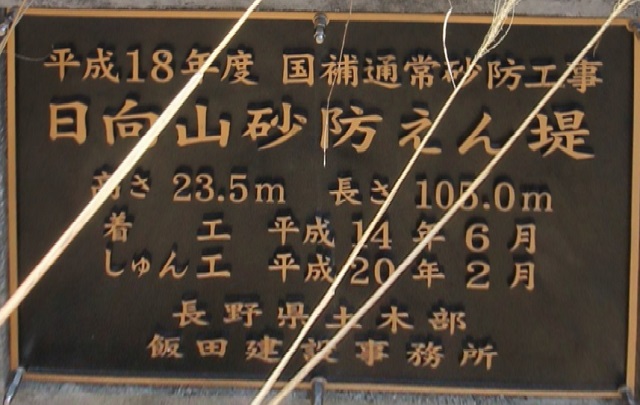 平成18年度 国補通常砂防工事
日向山砂防えん堤
高さ 23.5m 長さ 105.0m
着工 平成14年6月
しゅん工 平成20年2月
長野県土木部
飯田建設事務所